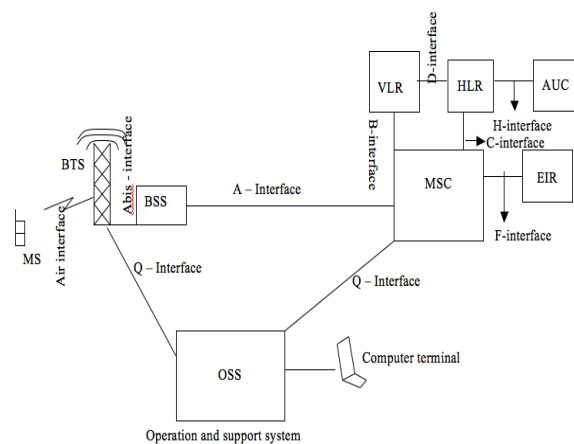 VLR
D-interface
HLR
AUC
H-interface
C-interface
B-interface
BTS
Abis - interface
BSS
A – Interface
MSC
EIR
F-interface
MS
Air interface
Q – Interface
Q – Interface
OSS
Computer terminal
Operation and support system